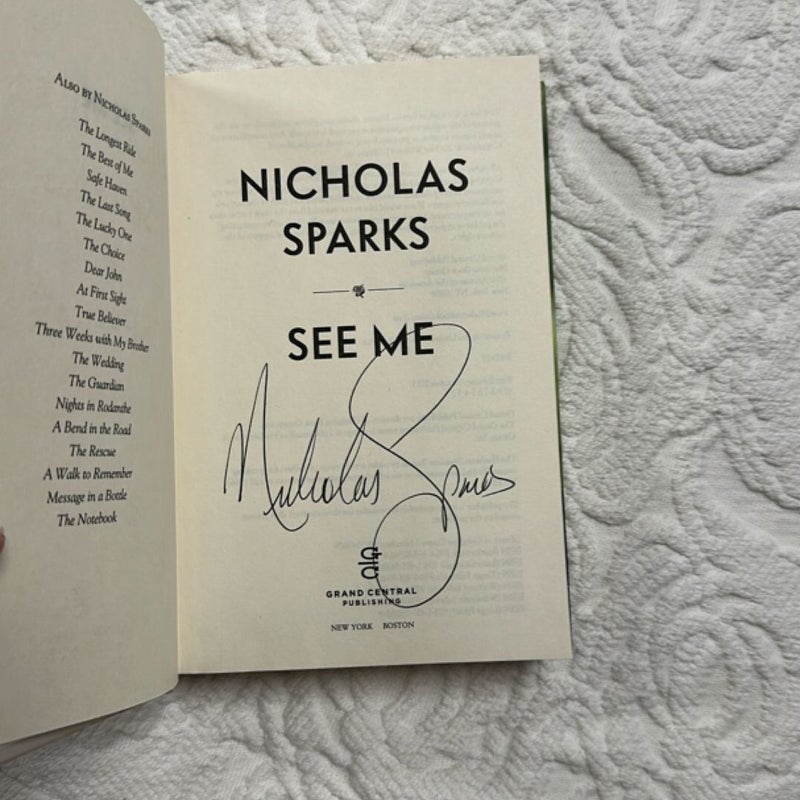 ALSO BY NICHOLAS SPARKS
The Longest Ride
The Best of Me
Safe Haven
The Last Song
The Lucky One
The Choice
Dear John
At First Sight
True Believer
Three Weeks with My Brother
The Wedding
The Guardian
Nights in Rodanthe
A Bend in the Road
The Rescue
A Walk to Remember
Message in a Bottle
The Notebook
NICHOLAS
SPARKS
SEE ME
Nicholas Sparks
GRAND CENTRAL
PUBLISHING
NEW YORK BOSTON